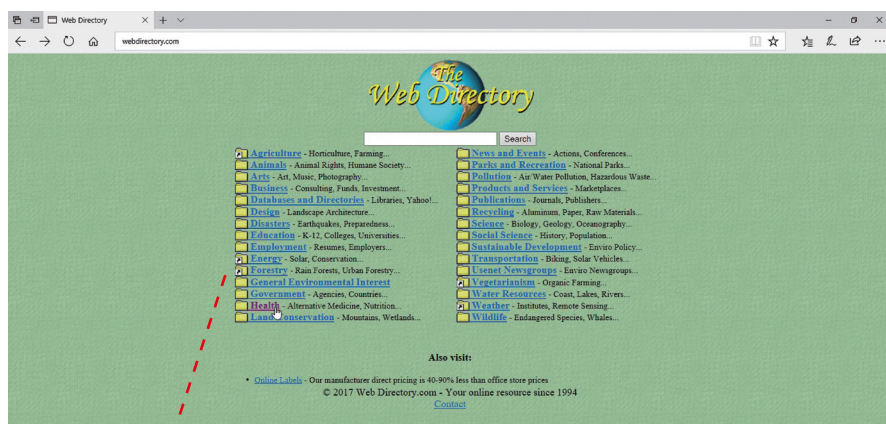 Web Directory
webdirectory.com
The
Web Directory
Search
Agriculture - Horticulture, Farming...
Animals - Animal Rights, Humane Society...
Arts - Art, Music, Photography...
Business - Consulting, Funds, Investment...
Databases and Directories - Libraries, Yahoo!...
Design - Landscape Architecture...
Disasters - Earthquakes, Preparedness...
Education - K-12, Colleges, Universities...
Employment - Resumes, Employers...
Energy - Solar, Conservation...
Forestry - Rain Forests, Urban Forestry...
General Environmental Interest
Government - Agencies, Countries...
Health - Alternative Medicine, Nutrition...
Land Conservation - Mountains, Wetlands...
News and Events - Actions, Conferences...
Parks and Recreation - National Parks...
Pollution - Air/Water Pollution, Hazardous Waste...
Products and Services - Marketplaces...
Publications - Journals, Publishers...
Recycling - Aluminum, Paper, Raw Materials...
Science - Biology, Geology, Oceanography...
Social Science - History, Population...
Sustainable Development - Enviro Policy...
Transportation - Biking, Solar Vehicles...
Usenet Newsgroups - Enviro Newsgroups...
Vegetarianism - Organic Farming...
Water Resources - Coast, Lakes, Rivers...
Weather - Institutes, Remote Sensing...
Wildlife - Endangered Species, Whales...
Also visit:
• Online Labels - Our manufacturer direct pricing is 40-90% less than office store prices
© 2017 Web Directory.com - Your online resource since 1994
Contact